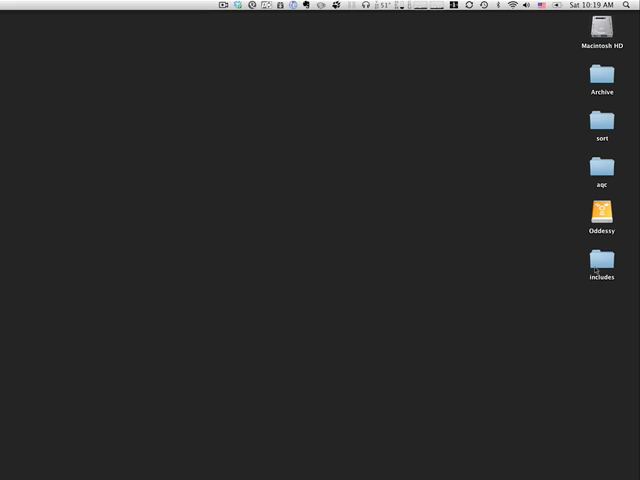 51°
Sat 10:19 AM
Macintosh HD
Archive
sort
aqc
Oddessy
includes